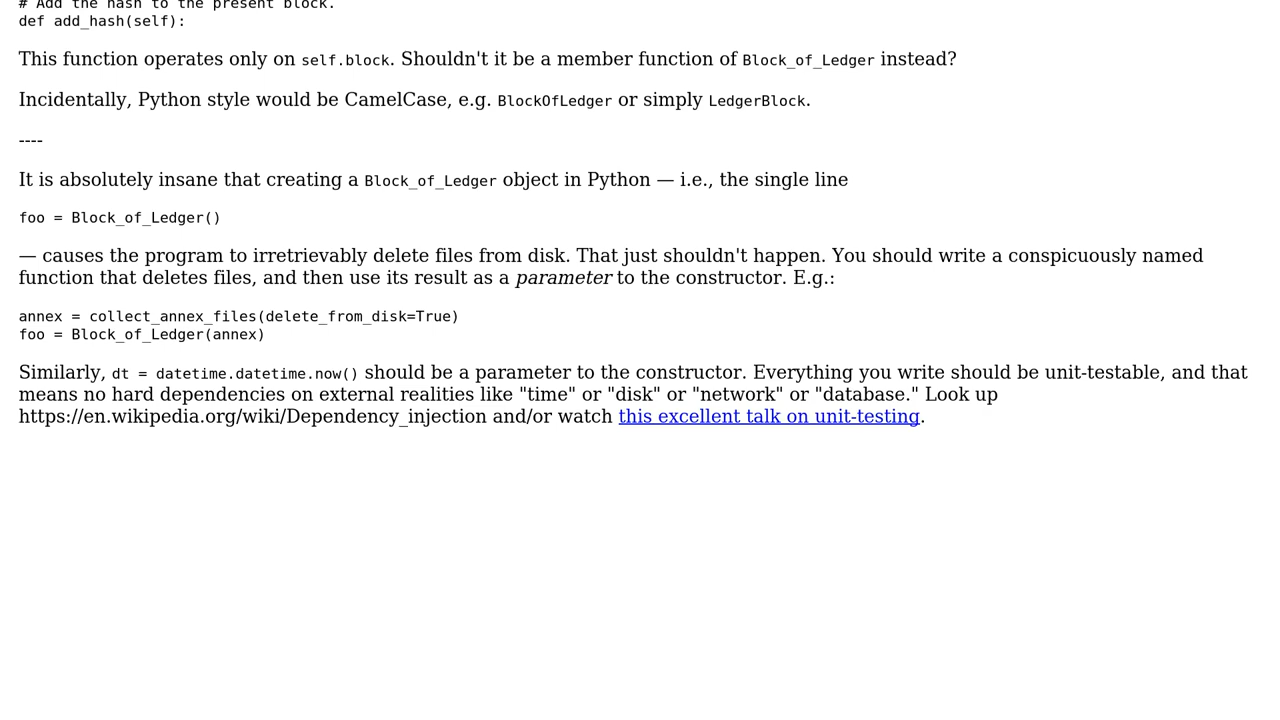 # Add the hash to the present block.
def add_hash(self):
This function operates only on self.block. Shouldn't it be a member function of Block_of_Ledger instead?
Incidentally, Python style would be CamelCase, e.g. BlockOfLedger or simply LedgerBlock.
----
It is absolutely insane that creating a Block_of_Ledger object in Python — i.e., the single line
foo = Block_of_Ledger()
— causes the program to irretrievably delete files from disk. That just shouldn't happen. You should write a conspicuously named
function that deletes files, and then use its result as a parameter to the constructor. E.g.:
annex = collect_annex_files(delete_from_disk=True)
foo = Block_of_Ledger(annex)
Similarly, dt = datetime.datetime.now() should be a parameter to the constructor. Everything you write should be unit-testable, and that
means no hard dependencies on external realities like "time" or "disk" or "network" or "database." Look up
https://en.wikipedia.org/wiki/Dependency_injection and/or watch this excellent talk on unit-testing.